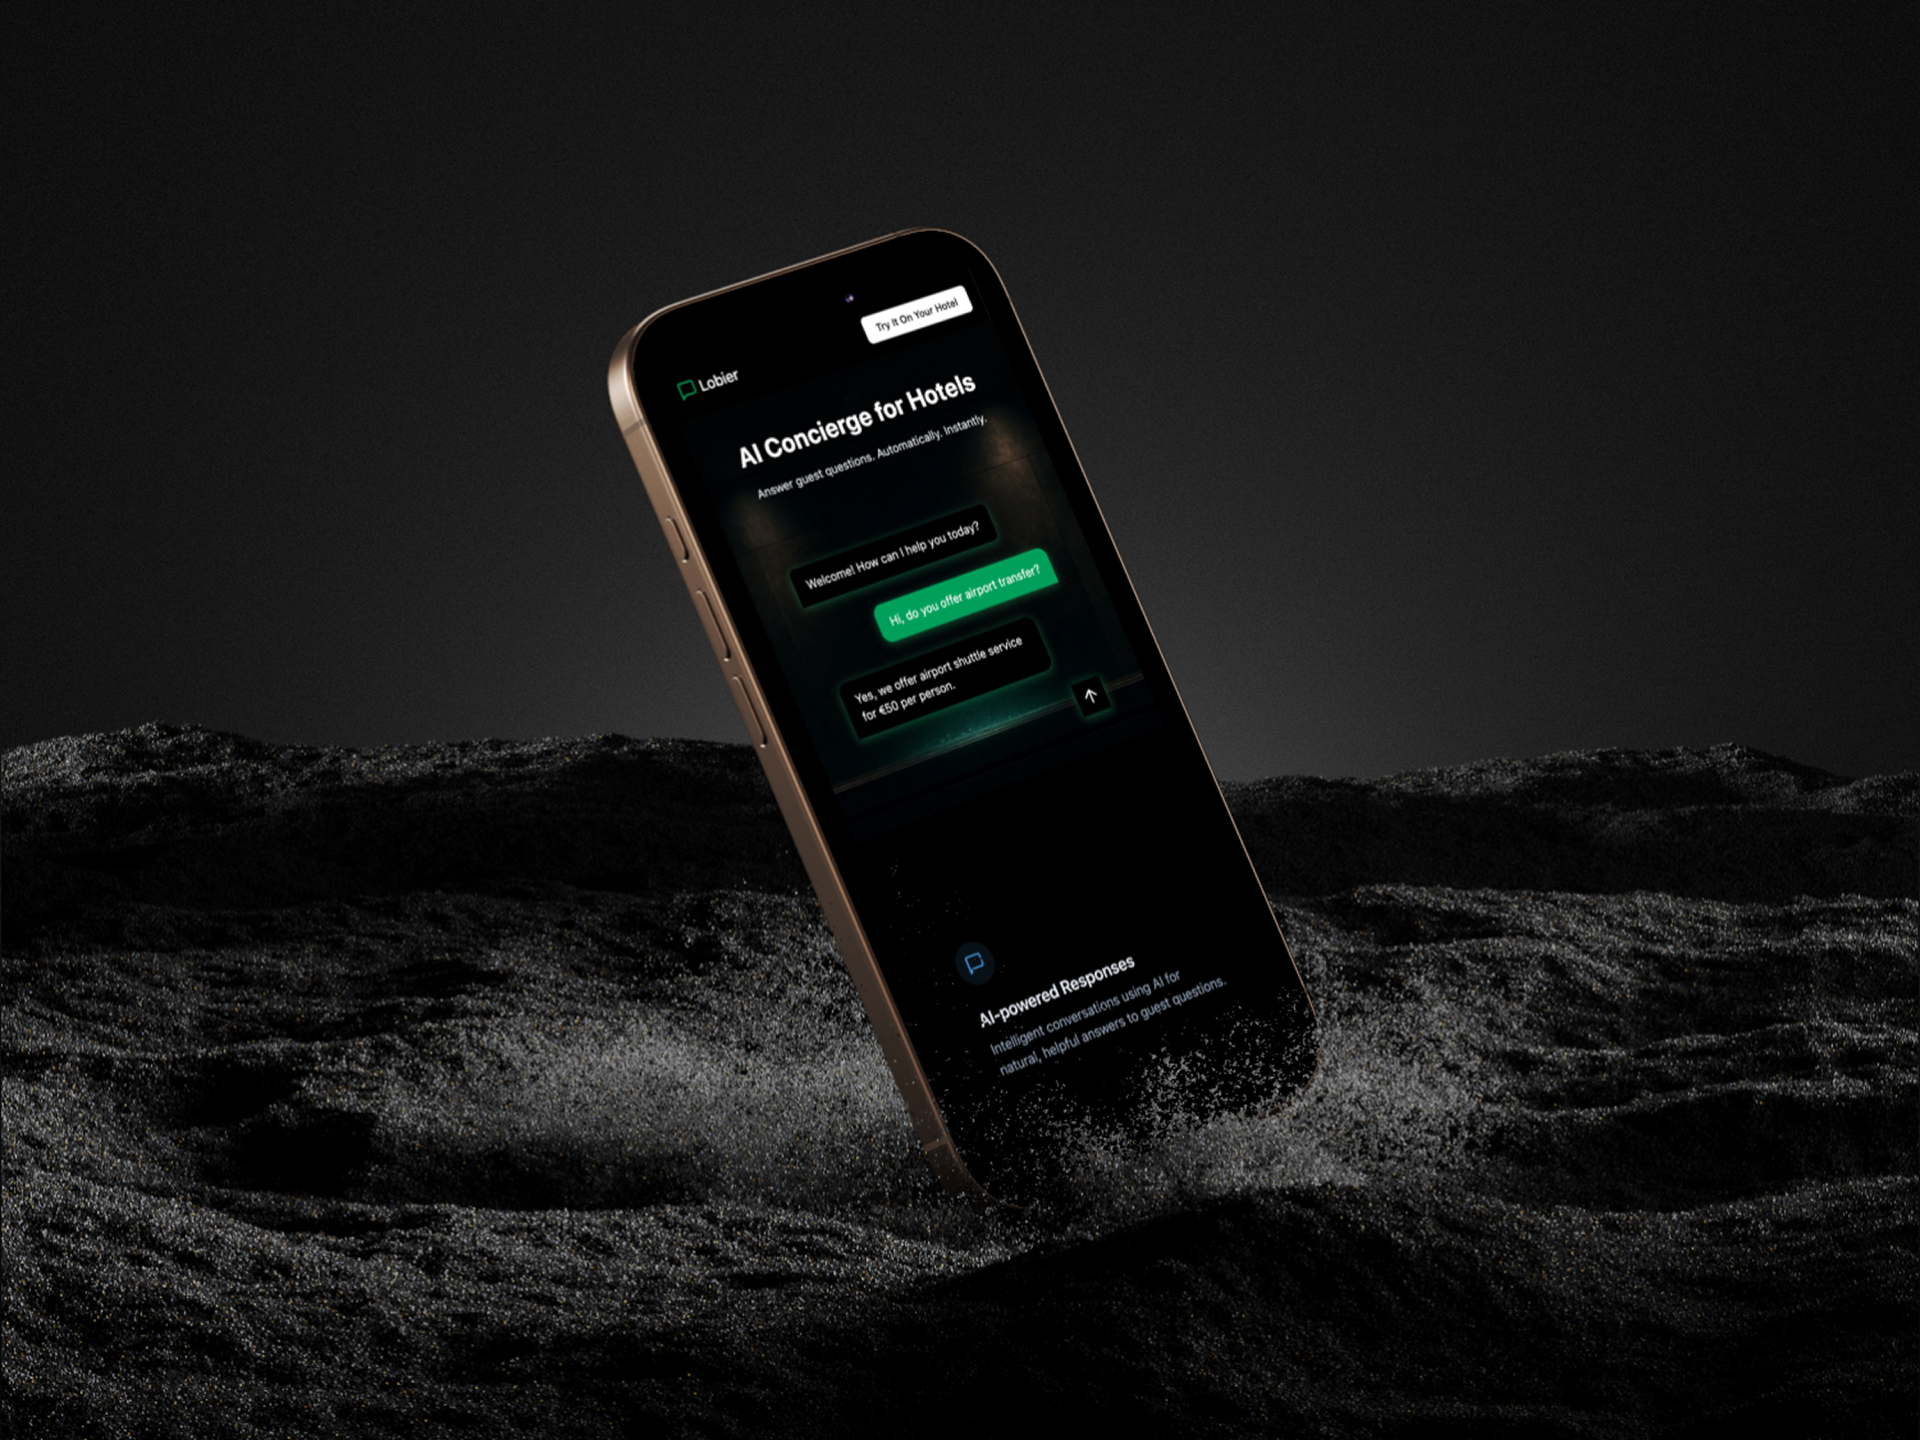 Try It On Your Hotel
Lobier
AI Concierge for Hotels
Answer guest questions. Automatically. Instantly.
Welcome! How can I help you today?
Hi, do you offer airport transfer?
Yes, we offer airport shuttle service
for €50 per person.
AI-powered Responses
Intelligent conversations using AI for
natural, helpful answers to guest questions.